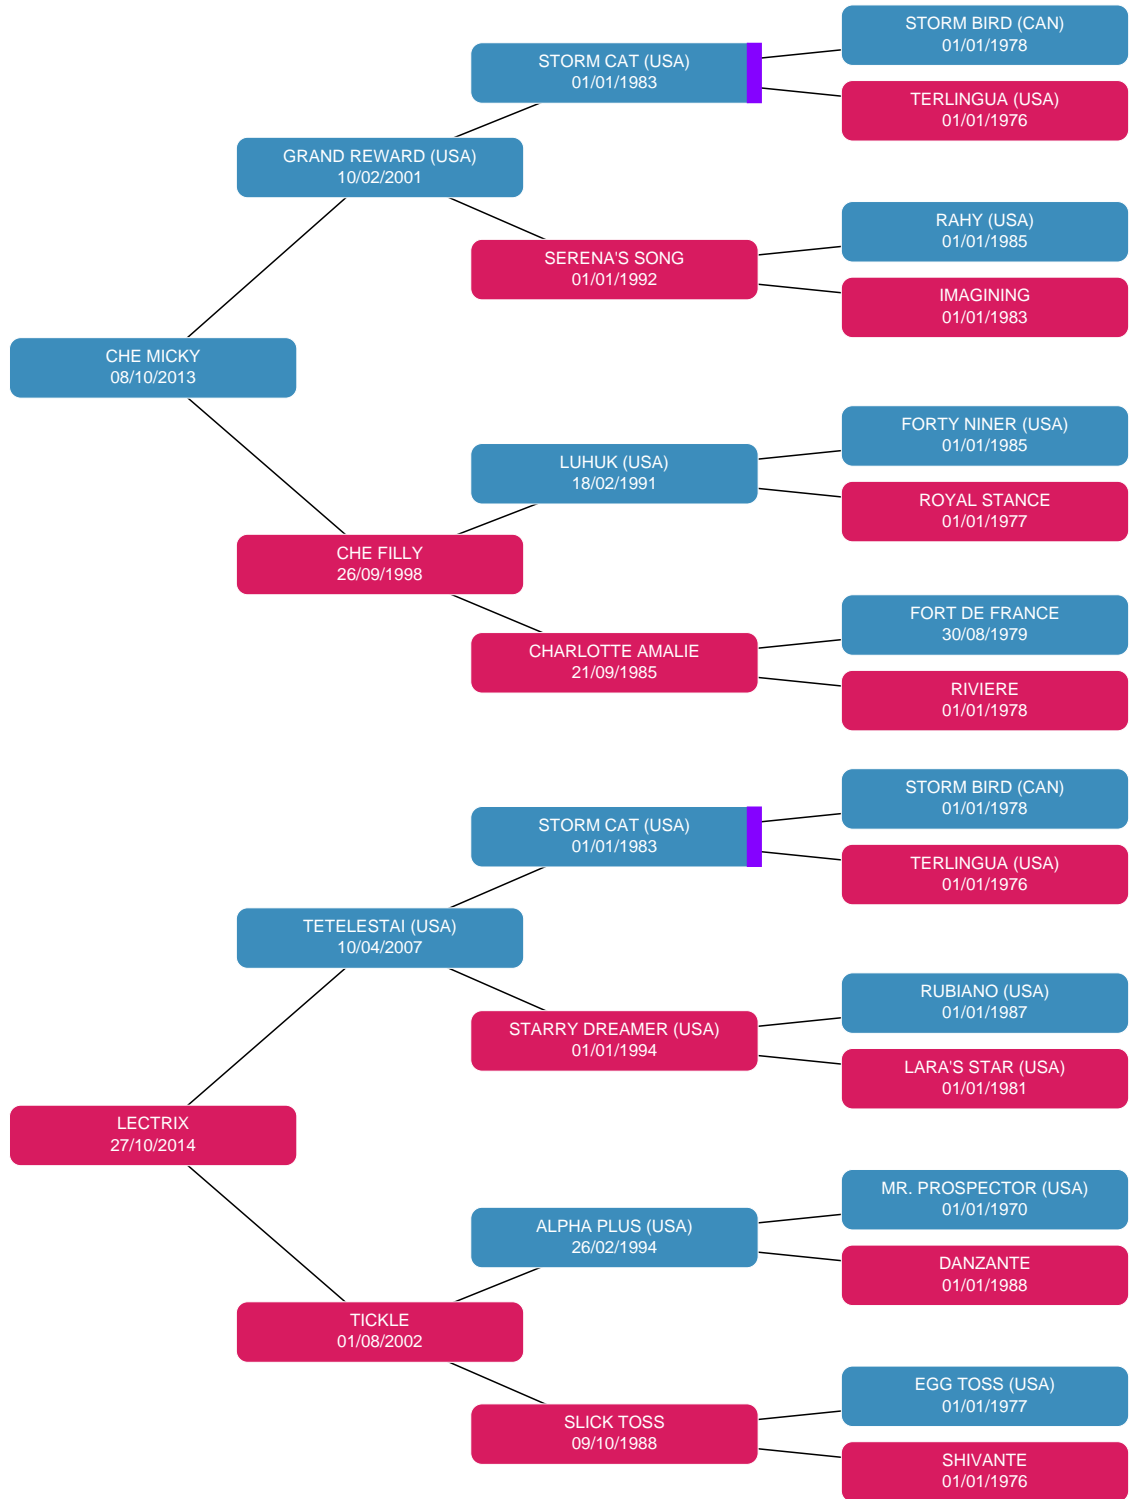 STORM BIRD (CAN)
01/01/1978
STORM CAT (USA)
01/01/1983
TERLINGUA (USA)
01/01/1976
GRAND REWARD (USA)
10/02/2001
RAHY (USA)
01/01/1985
SERENA'S SONG
01/01/1992
IMAGINING
01/01/1983
CHE MICKY
08/10/2013
FORTY NINER (USA)
01/01/1985
LUHUK (USA)
18/02/1991
ROYAL STANCE
01/01/1977
CHE FILLY
26/09/1998
FORT DE FRANCE
30/08/1979
CHARLOTTE AMALIE
21/09/1985
RIVIERE
01/01/1978
STORM BIRD (CAN)
01/01/1978
STORM CAT (USA)
01/01/1983
TERLINGUA (USA)
01/01/1976
TETELESTAI (USA)
10/04/2007
RUBIANO (USA)
01/01/1987
STARRY DREAMER (USA)
01/01/1994
LARA'S STAR (USA)
01/01/1981
LECTRIX
27/10/2014
MR. PROSPECTOR (USA)
01/01/1970
ALPHA PLUS (USA)
26/02/1994
DANZANTE
01/01/1988
TICKLE
01/08/2002
EGG TOSS (USA)
01/01/1977
SLICK TOSS
09/10/1988
SHIVANTE
01/01/1976